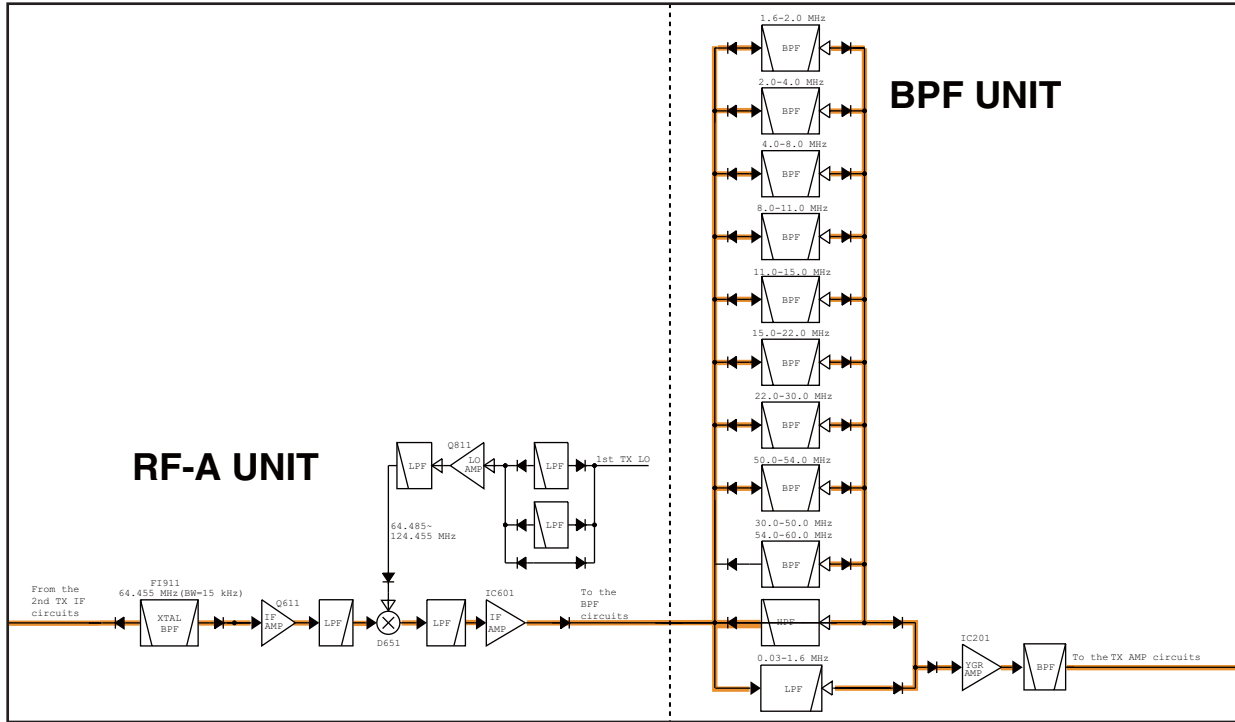 RF-A UNIT
From the
2nd TX IF
circuits
FI911
64.455 MHz(BW=15 kHz)
XTAL
BPF
Q611
IF
AMP
LPF
D651
LPF
IC601
IF
AMP
To the
BPF
circuits
LPF
Q811
LO
AMP
LPF
LPF
1st TX LO
64.485~
124.455 MHz
BPF UNIT
1.6-2.0 MHz
BPF
2.0-4.0 MHz
BPF
4.0-8.0 MHz
BPF
8.0-11.0 MHz
BPF
11.0-15.0 MHz
BPF
15.0-22.0 MHz
BPF
22.0-30.0 MHz
BPF
50.0-54.0 MHz
BPF
30.0-50.0 MHz
54.0-60.0 MHz
BPF
HPF
0.03-1.6 MHz
LPF
IC201
YGR
AMP
BPF
To the TX AMP circuits